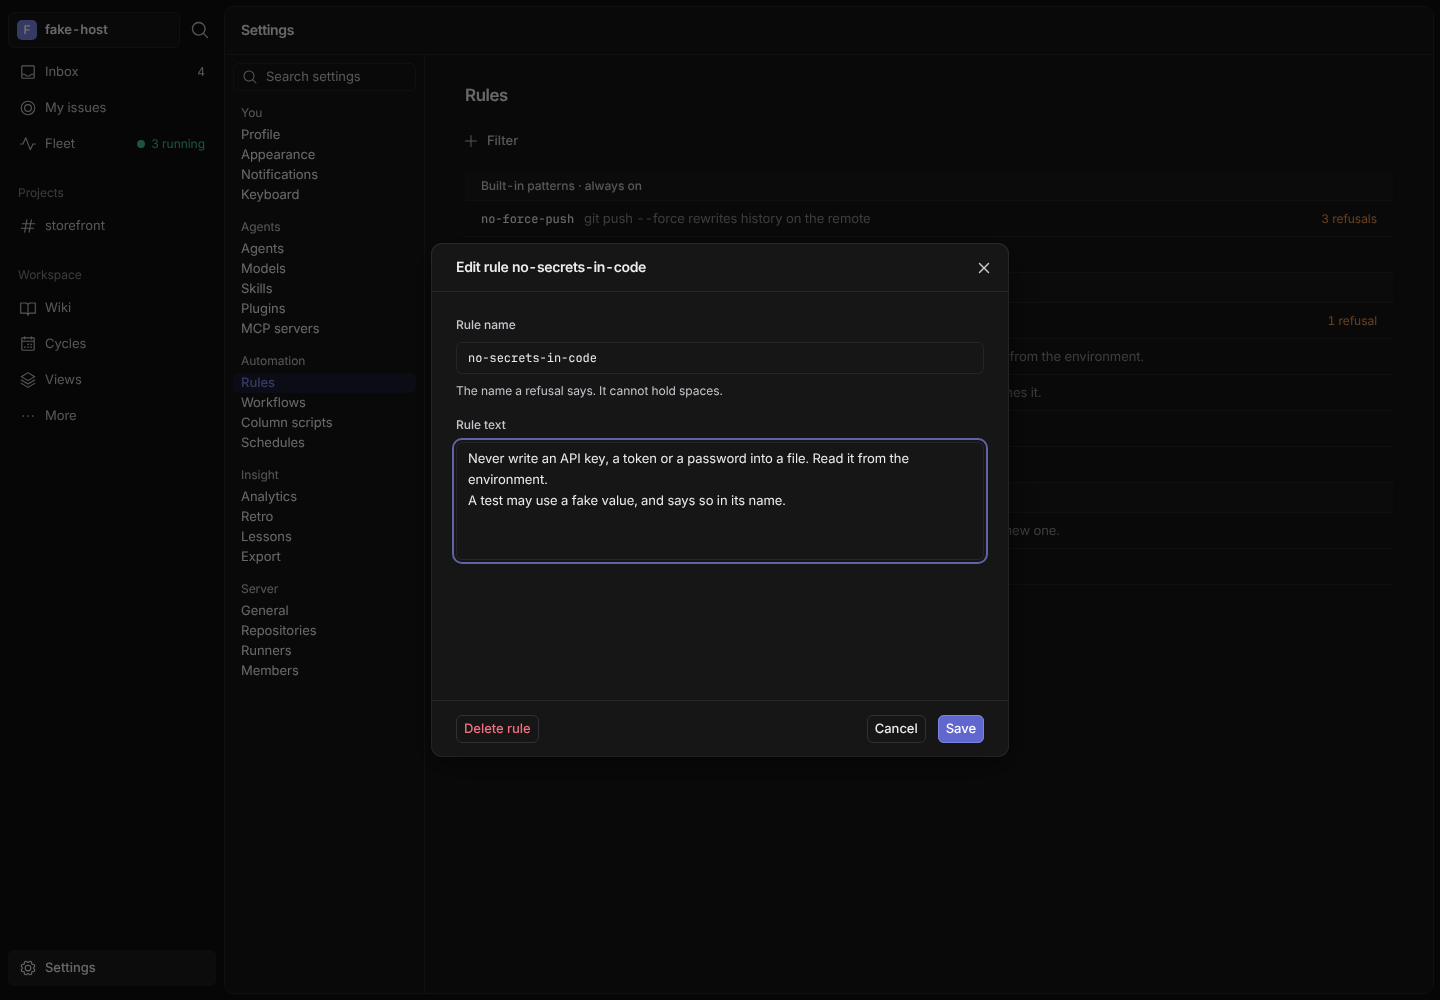 F
fake-host
Inbox
4
My issues
Fleet
3 running
Projects
storefront
Workspace
Wiki
Cycles
Views
More
Settings
Settings
Search settings
You
Profile
Appearance
Notifications
Keyboard
Agents
Agents
Models
Skills
Plugins
MCP servers
Automation
Rules
Workflows
Column scripts
Schedules
Insight
Analytics
Retro
Lessons
Export
Server
General
Repositories
Runners
Members
Rules
Filter
Built-in patterns · always on
no-force-push git push --force rewrites history on the remote
3 refusals
1 refusal
from the environment.
it.
new one.
Edit rule no-secrets-in-code
Rule name
no-secrets-in-code
The name a refusal says. It cannot hold spaces.
Rule text
Never write an API key, a token or a password into a file. Read it from the
environment.
A test may use a fake value, and says so in its name.
Delete rule
Cancel
Save